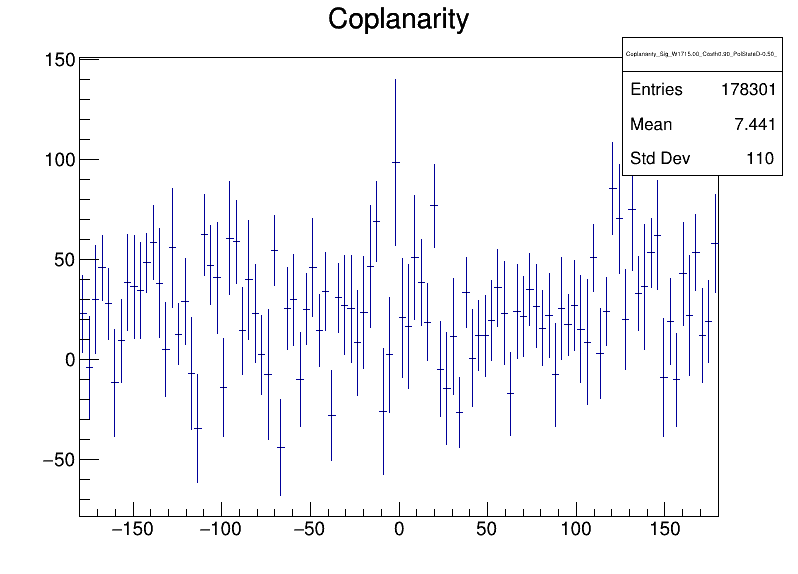 Coplanarity
Coplanarity_Sig_W1715.00_Costh0.90_PolStateD-0.50_
Entries 178301
Mean 7.441
Std Dev 110
150
100
50
0
−50
−150 −100 −50 0 50 100 150